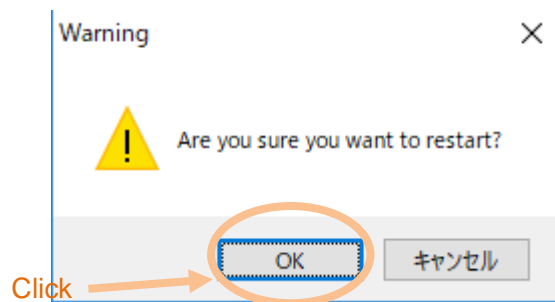 Warning
Are you sure you want to restart?
OK
キャンセル
Click